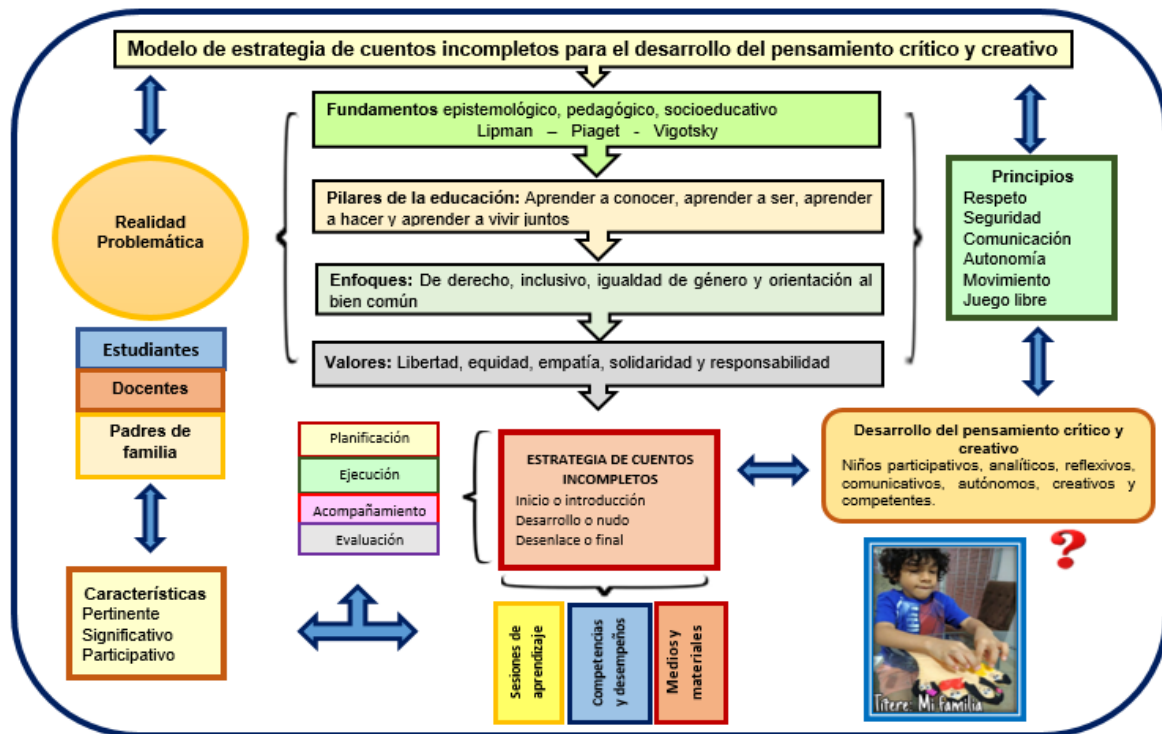 Modelo de estrategia de cuentos incompletos para el desarrollo del pensamiento crítico y creativo
Fundamentos epistemológico, pedagógico, socioeducativo
Lipman – Piaget - Vigotsky
Pilares de la educación: Aprender a conocer, aprender a ser, aprender
a hacer y aprender a vivir juntos
Enfoques: De derecho, inclusivo, igualdad de género y orientación al
bien común
Valores: Libertad, equidad, empatía, solidaridad y responsabilidad
Realidad
Problemática
Estudiantes
Docentes
Padres de
familia
Características
Pertinente
Significativo
Participativo
Planificación
Ejecución
Acompañamiento
Evaluación
ESTRATEGIA DE CUENTOS
INCOMPLETOS
Inicio o introducción
Desarrollo o nudo
Desenlace o final
Sesiones de
aprendizaje
Competencias
y desempeños
Medios y
materiales
Principios
Respeto
Seguridad
Comunicación
Autonomía
Movimiento
Juego libre
Desarrollo del pensamiento crítico y
creativo
Niños participativos, analíticos, reflexivos,
comunicativos, autónomos, creativos y
competentes.
?
Títere: Mi familia